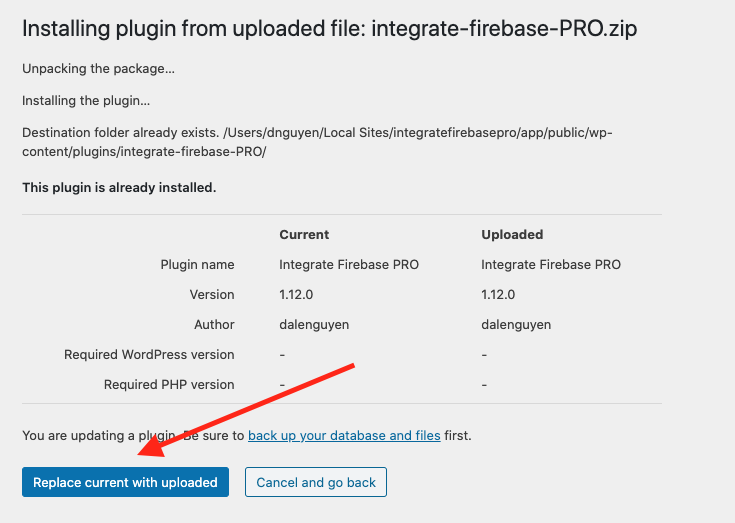 Installing plugin from uploaded file: integrate-firebase-PRO.zip
Unpacking the package...
Installing the plugin...
Destination folder already exists. /Users/dnguyen/Local Sites/integratefirebasepro/app/public/wp-
content/plugins/integrate-firebase-PRO/
This plugin is already installed.
Current Uploaded
Plugin name Integrate Firebase PRO Integrate Firebase PRO
Version 1.12.0 1.12.0
Author dalenguyen dalenguyen
Required WordPress version - -
Required PHP version - -
You are updating a plugin. Be sure to back up your database and files first.
Replace current with uploaded Cancel and go back